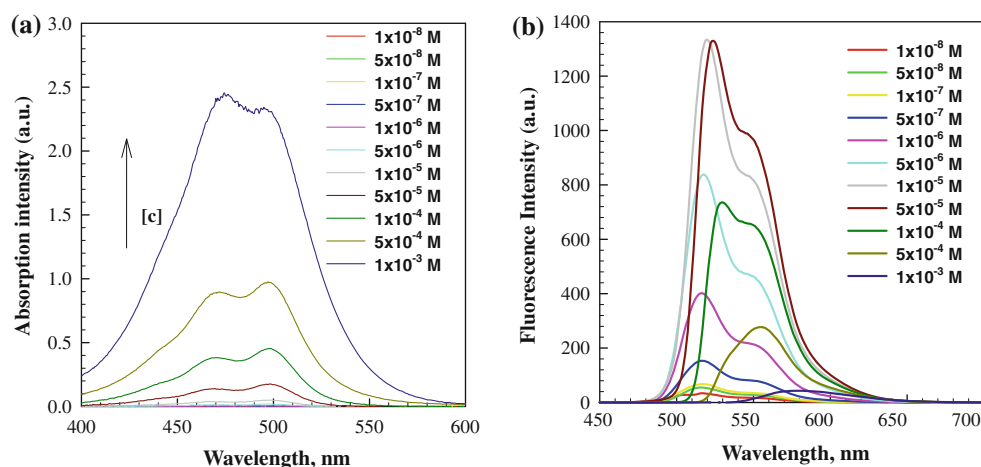 (a)
3.0
2.5
2.0
1.5
1.0
0.5
0.0
400
450
500
550
600
Absorption intensity (a.u.)
Wavelength, nm
[c]
1x10⁻⁸ M
5x10⁻⁸ M
1x10⁻⁷ M
5x10⁻⁷ M
1x10⁻⁶ M
5x10⁻⁶ M
1x10⁻⁵ M
5x10⁻⁵ M
1x10⁻⁴ M
5x10⁻⁴ M
1x10⁻³ M
(b)
1400
1200
1000
800
600
400
200
0
450
500
550
600
650
700
Fluorescence Intensity (a.u.)
Wavelength, nm
1x10⁻⁸ M
5x10⁻⁸ M
1x10⁻⁷ M
5x10⁻⁷ M
1x10⁻⁶ M
5x10⁻⁶ M
1x10⁻⁵ M
5x10⁻⁵ M
1x10⁻⁴ M
5x10⁻⁴ M
1x10⁻³ M